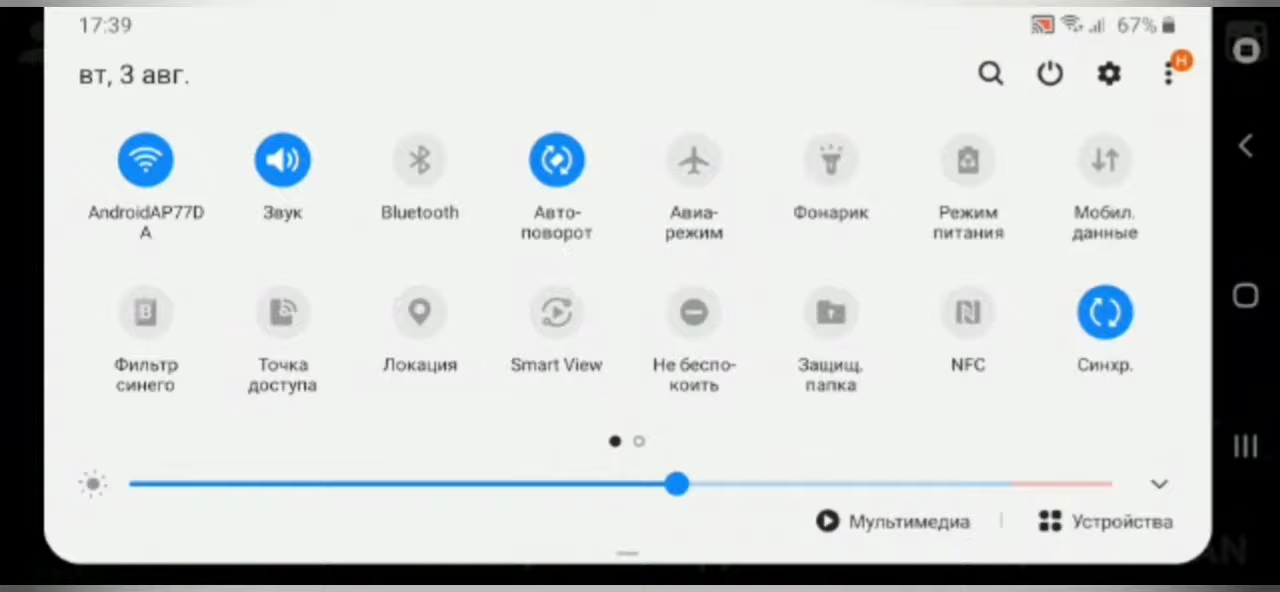 17:39
67%
вт, 3 авг.
Н
AndroidAP77D
A
Звук
Bluetooth
Авто-
поворот
Авиа-
режим
Фонарик
Режим
питания
Мобил.
данные
B
Фильтр
синего
Точка
доступа
Локация
Smart View
Не беспо-
коить
Защищ.
папка
NFC
Синхр.
Мультимедиа
Устройства
AN